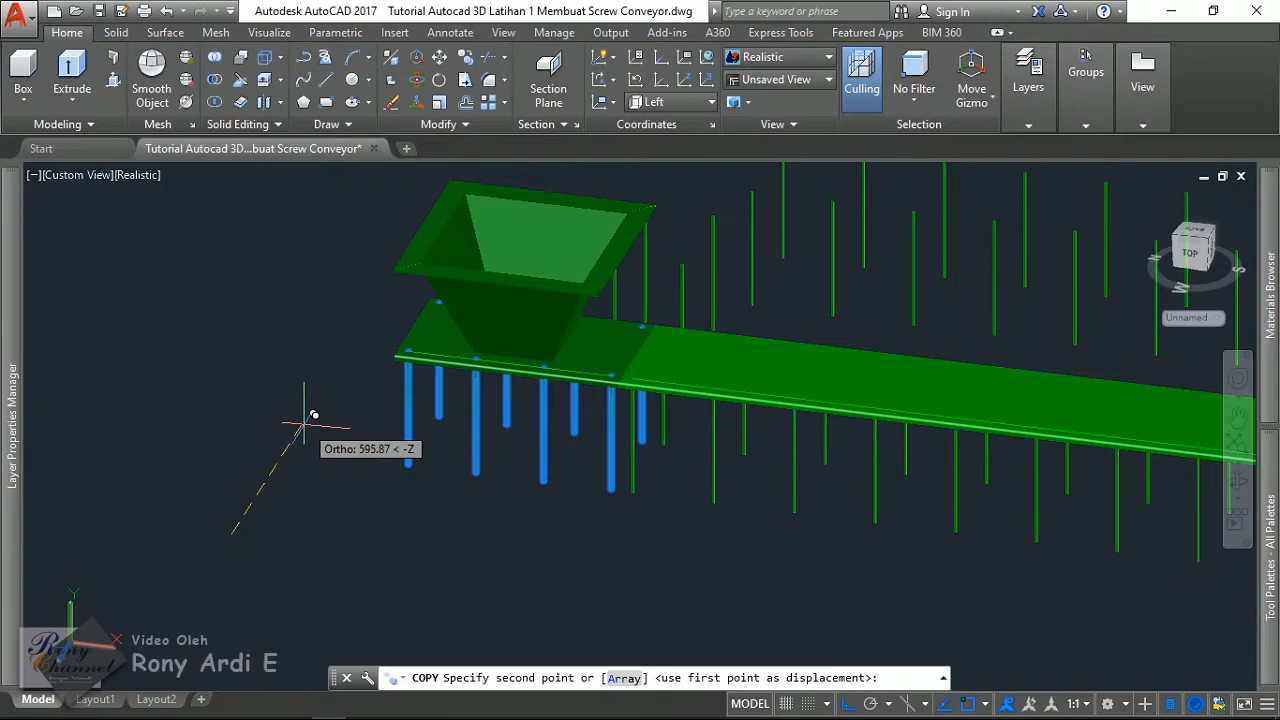 Autodesk AutoCAD 2017 Tutorial Autocad 3D Latihan 1 Membuat Screw Conveyor.dwg
Type a keyword or phrase
Sign In
Home Solid Surface Mesh Visualize Parametric Insert Annotate View Manage Output Add-ins A360 Express Tools Featured Apps BIM 360
Realistic
Unsaved View
Left
Box Extrude Smooth Object Section Plane Culling No Filter Move Gizmo Layers Groups View
Modeling Mesh Solid Editing Draw Modify Section Coordinates View Selection
Start Tutorial Autocad 3D...buat Screw Conveyor*
[−][Custom View][Realistic]
TOP
N
S
W
Unnamed
Layer Properties Manager
Materials Browser
Tool Palettes - All Palettes
Ortho: 595.87 < -Z
Y
X
Rony
Channel
Video Oleh
Rony Ardi E
COPY Specify second point or [Array] <use first point as displacement>:
Model Layout1 Layout2
MODEL
1:1